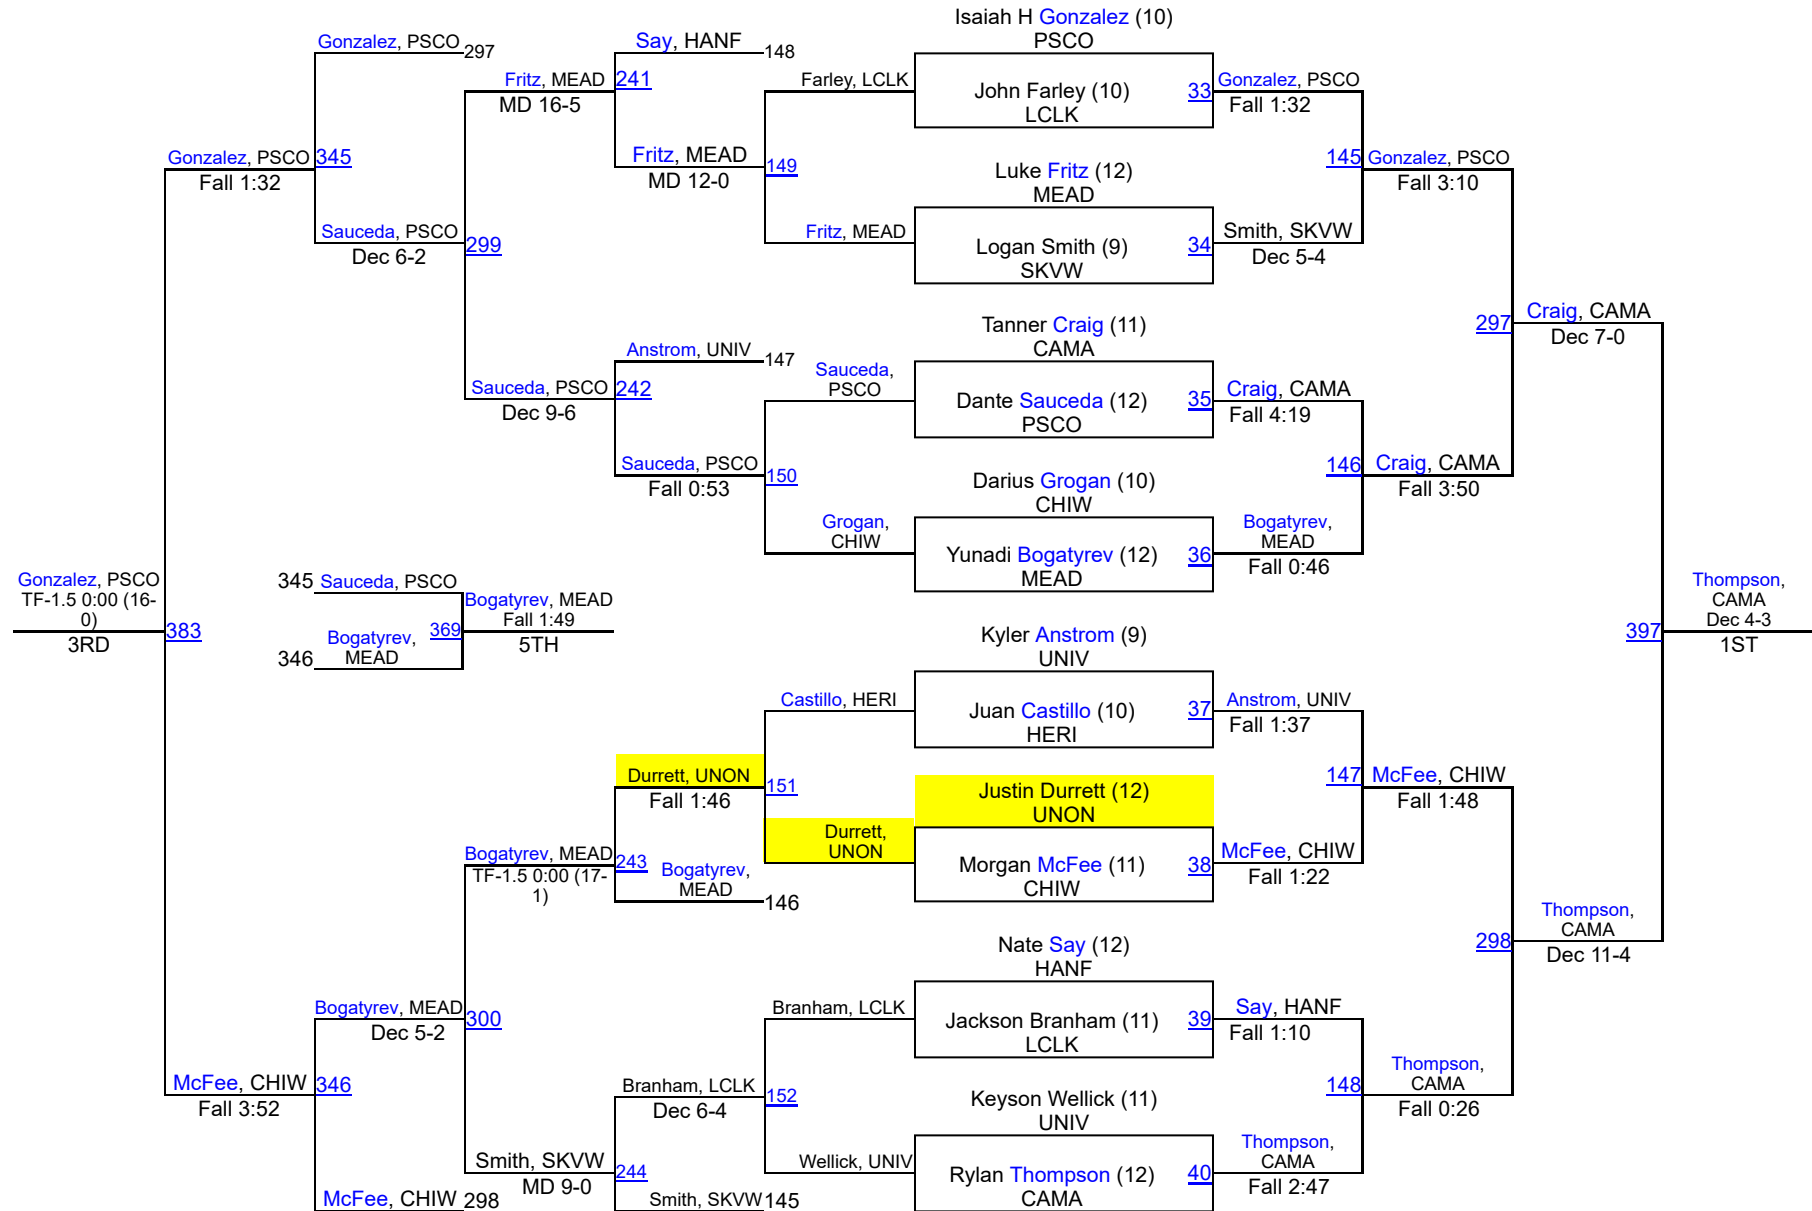 Isaiah H Gonzalez (10)
PSCO
Gonzalez, PSCO
297
Say, HANF
148
Fritz, MEAD
241
MD 16-5
Farley, LCLK
John Farley (10)
LCLK
33
Gonzalez, PSCO
Fall 1:32
Gonzalez, PSCO
345
Fall 1:32
Fritz, MEAD
MD 12-0
149
Luke Fritz (12)
MEAD
145
Gonzalez, PSCO
Fall 3:10
Sauceda, PSCO
Dec 6-2
299
Fritz, MEAD
Logan Smith (9)
SKVW
34
Smith, SKVW
Dec 5-4
Tanner Craig (11)
CAMA
297
Craig, CAMA
Dec 7-0
Anstrom, UNIV
147
Sauceda, PSCO
242
Dec 9-6
Sauceda,
PSCO
Dante Sauceda (12)
PSCO
35
Craig, CAMA
Fall 4:19
Sauceda, PSCO
Fall 0:53
150
Darius Grogan (10)
CHIW
146
Craig, CAMA
Fall 3:50
Grogan,
CHIW
Yunadi Bogatyrev (12)
MEAD
36
Bogatyrev,
MEAD
Fall 0:46
Gonzalez, PSCO
TF-1.5 0:00 (16-
0)
3RD
383
345
Sauceda, PSCO
Bogatyrev,
MEAD
346
369
Bogatyrev, MEAD
Fall 1:49
5TH
Kyler Anstrom (9)
UNIV
397
Thompson,
CAMA
Dec 4-3
1ST
Castillo, HERI
Juan Castillo (10)
HERI
37
Anstrom, UNIV
Fall 1:37
Durrett, UNON
Fall 1:46
151
Justin Durrett (12)
UNON
147
McFee, CHIW
Fall 1:48
Durrett,
UNON
Morgan McFee (11)
CHIW
38
McFee, CHIW
Fall 1:22
Bogatyrev, MEAD
TF-1.5 0:00 (17-
1)
243
Bogatyrev,
MEAD
146
Nate Say (12)
HANF
298
Thompson,
CAMA
Dec 11-4
Bogatyrev, MEAD
Dec 5-2
300
Branham, LCLK
Jackson Branham (11)
LCLK
39
Say, HANF
Fall 1:10
McFee, CHIW
346
Fall 3:52
Branham, LCLK
Dec 6-4
152
Keyson Wellick (11)
UNIV
148
Thompson,
CAMA
Fall 0:26
Smith, SKVW
244
MD 9-0
Wellick, UNIV
Rylan Thompson (12)
CAMA
40
Thompson,
CAMA
Fall 2:47
McFee, CHIW
298
Smith, SKVW
145